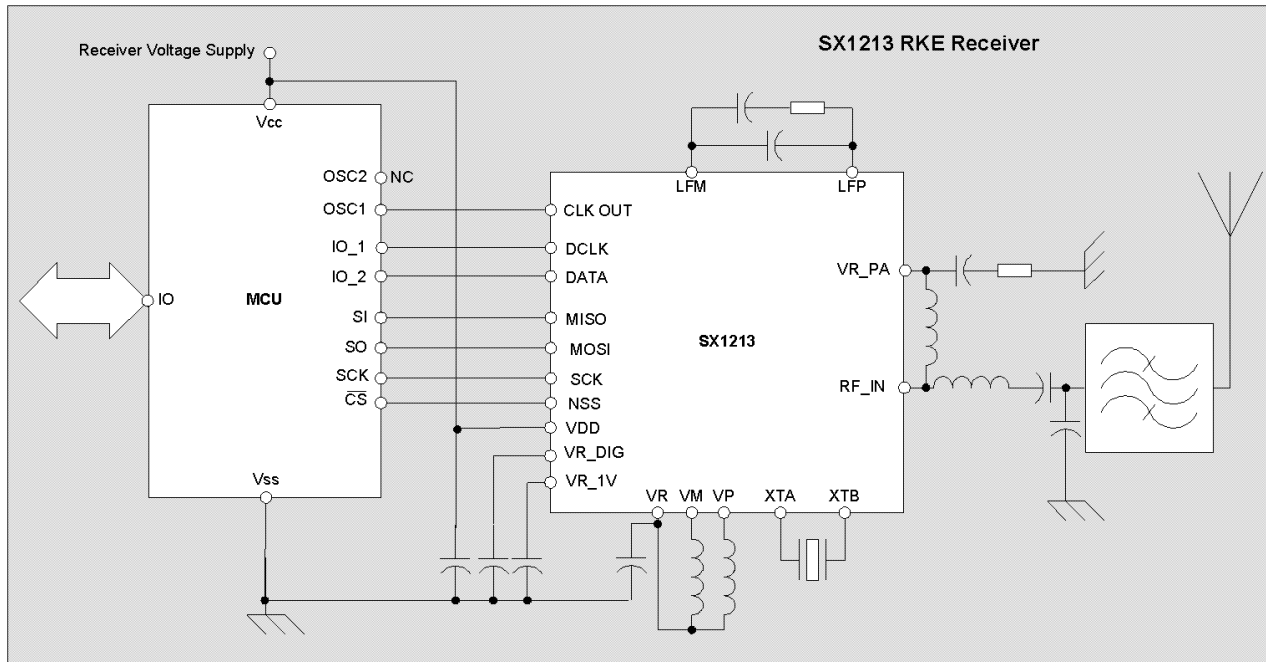 SX1213 RKE Receiver
Receiver Voltage Supply
Vcc
OSC2 NC
OSC1
IO_1
IO_2
IO
MCU
SI
SO
SCK
CS
Vss
LFM
LFP
CLK OUT
DCLK
DATA
MISO
MOSI
SCK
NSS
VDD
VR_DIG
VR_1V
SX1213
VR_PA
RF_IN
VR
VM
VP
XTA
XTB